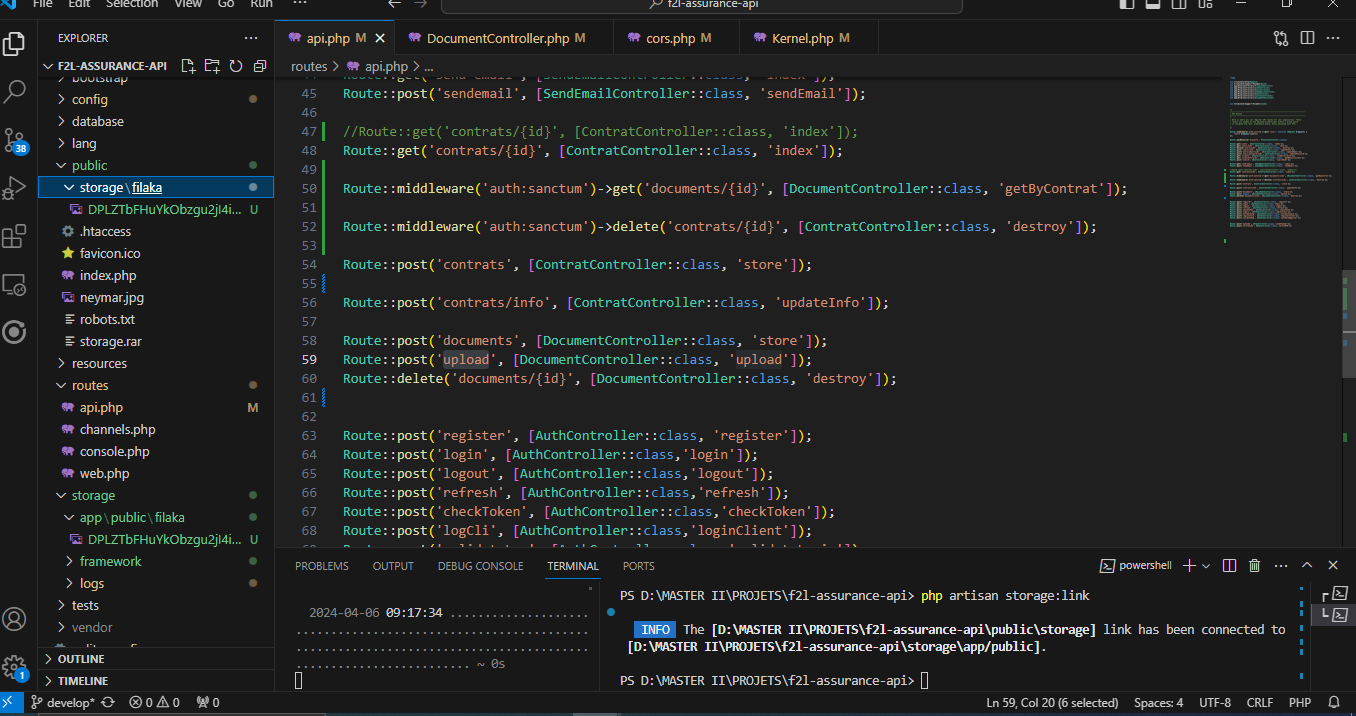 File Edit Selection View Go Run ··· f2l-assurance-api
EXPLORER ···
F2L-ASSURANCE-API
bootstrap
config
database
lang
public
storage\filaka
DPLZTbFHuYkObzgu2jI4i... U
.htaccess
favicon.ico
index.php
neymar.jpg
robots.txt
storage.rar
resources
routes
api.php M
channels.php
console.php
web.php
storage
app\public\filaka
DPLZTbFHuYkObzgu2jI4i... U
framework
logs
tests
vendor
OUTLINE
TIMELINE
38
1
api.php M DocumentController.php M cors.php M Kernel.php M
routes > api.php > ...
45 Route::post('sendemail', [SendEmailController::class, 'sendEmail']);
46
47 //Route::get('contrats/{id}', [ContratController::class, 'index']);
48 Route::get('contrats/{id}', [ContratController::class, 'index']);
49
50 Route::middleware('auth:sanctum')->get('documents/{id}', [DocumentController::class, 'getByContrat']);
51
52 Route::middleware('auth:sanctum')->delete('contrats/{id}', [ContratController::class, 'destroy']);
53
54 Route::post('contrats', [ContratController::class, 'store']);
55
56 Route::post('contrats/info', [ContratController::class, 'updateInfo']);
57
58 Route::post('documents', [DocumentController::class, 'store']);
59 Route::post('upload', [DocumentController::class, 'upload']);
60 Route::delete('documents/{id}', [DocumentController::class, 'destroy']);
61
62
63 Route::post('register', [AuthController::class, 'register']);
64 Route::post('login', [AuthController::class,'login']);
65 Route::post('logout', [AuthController::class,'logout']);
66 Route::post('refresh', [AuthController::class,'refresh']);
67 Route::post('checkToken', [AuthController::class,'checkToken']);
68 Route::post('logCli', [AuthController::class,'loginClient']);
PROBLEMS OUTPUT DEBUG CONSOLE TERMINAL PORTS powershell
2024-04-06 09:17:34 ..................
......................................
......................................
....................... ~ 0s
PS D:\MASTER II\PROJETS\f2l-assurance-api> php artisan storage:link
INFO The [D:\MASTER II\PROJETS\f2l-assurance-api\public\storage] link has been connected to
[D:\MASTER II\PROJETS\f2l-assurance-api\storage\app/public].
PS D:\MASTER II\PROJETS\f2l-assurance-api>
develop* 0 0 0 Ln 59, Col 20 (6 selected) Spaces: 4 UTF-8 CRLF PHP